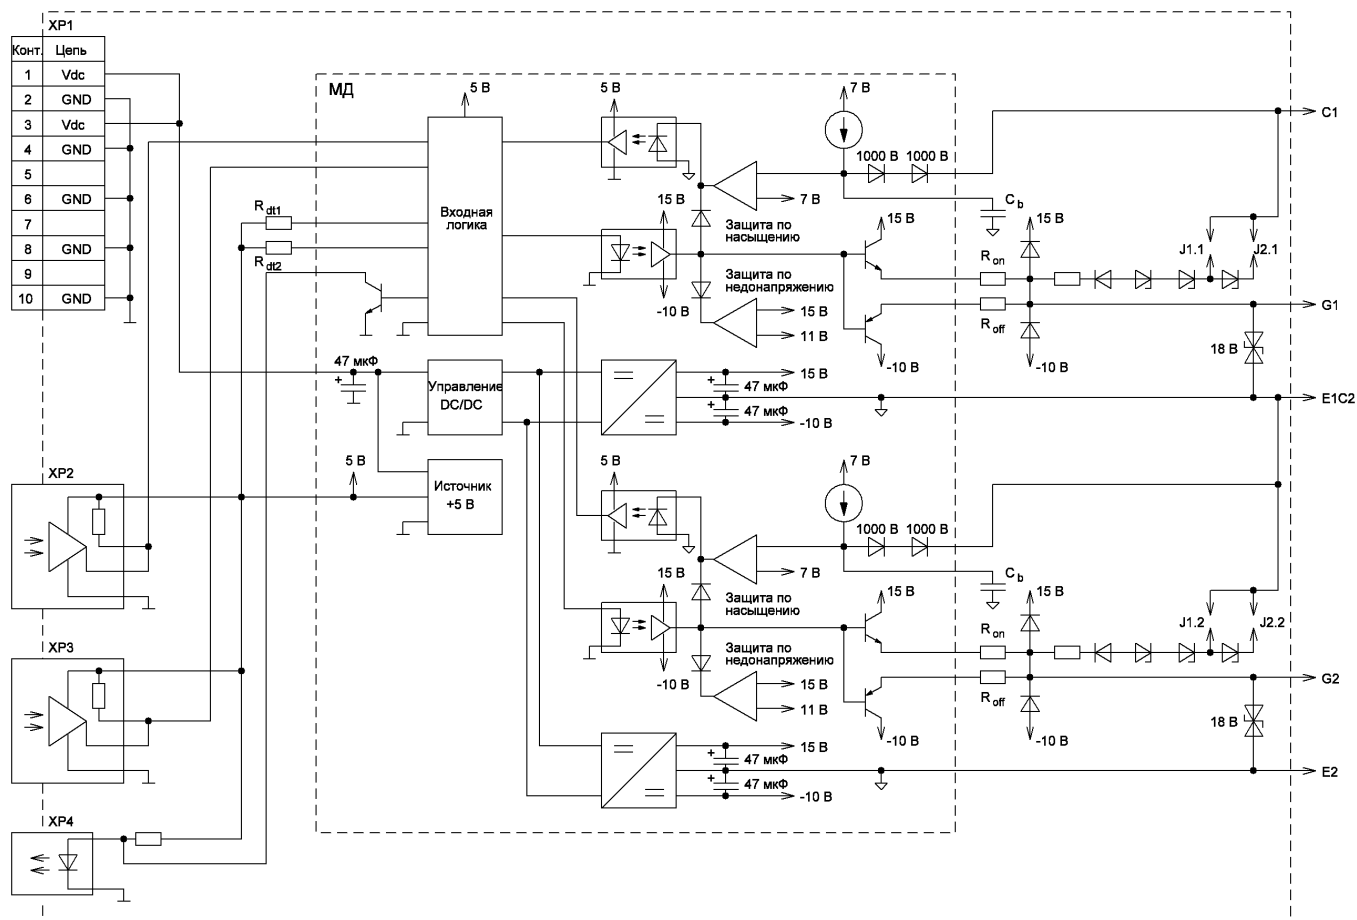 XP1
Конт. Цепь
1 Vdc
2 GND
3 Vdc
4 GND
5
6 GND
7
8 GND
9
10 GND
МД
5 В
Входная
логика
R dt1
R dt2
5 В
15 В
-10 В
7 В
1000 В 1000 В
7 В
C b
Защита по
насыщению
Защита по
недонапряжению
15 В
11 В
15 В
-10 В
R on
R off
15 В
-10 В
J1.1
J2.1
18 В
C1
G1
E1C2
47 мкФ
+
Управление
DC/DC
+
47 мкФ
+
47 мкФ
15 В
-10 В
5 В
Источник
+5 В
XP2
XP3
XP4
5 В
15 В
-10 В
7 В
1000 В 1000 В
7 В
C b
Защита по
насыщению
Защита по
недонапряжению
15 В
11 В
15 В
-10 В
R on
R off
15 В
-10 В
J1.2
J2.2
18 В
G2
E2
+
47 мкФ
+
47 мкФ
15 В
-10 В